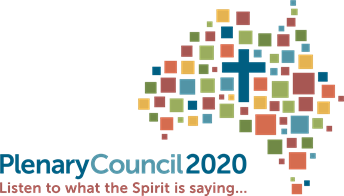 PlenaryCouncil2020
Listen to what the Spirit is saying...